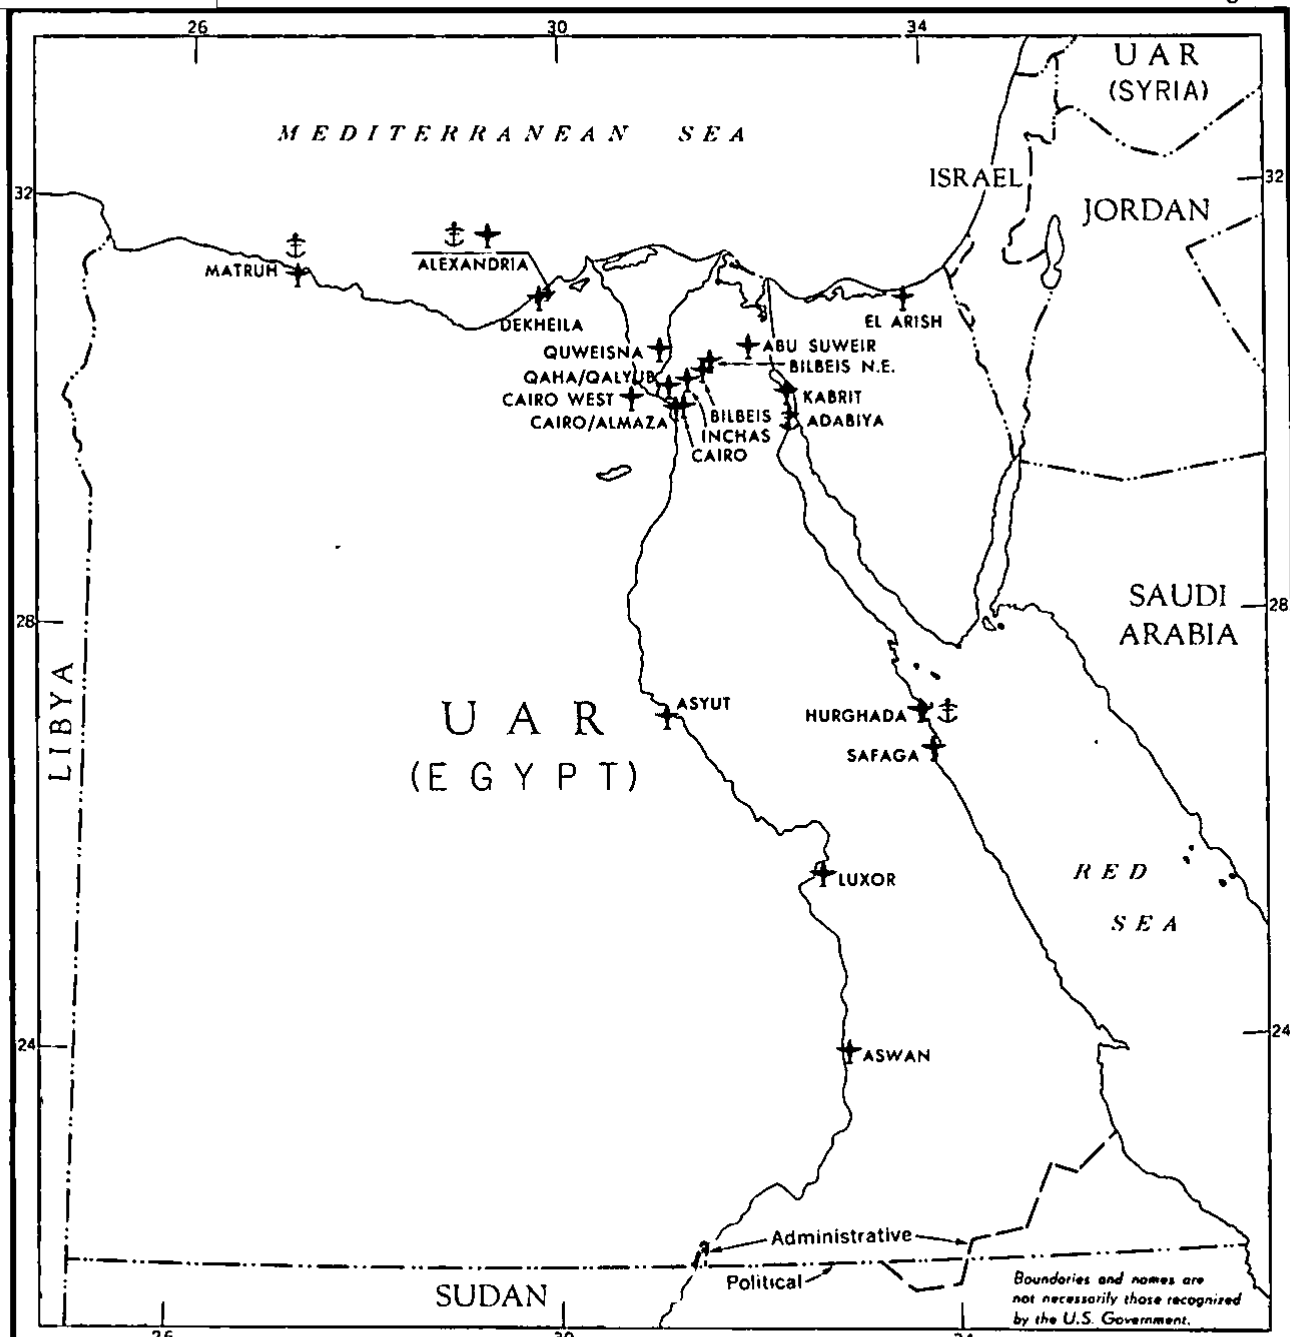 26 30 34
UAR
(SYRIA)
MEDITERRANEAN SEA
ISRAEL
32 32
JORDAN
MATRUH
ALEXANDRIA
DEKHEILA
EL ARISH
QUWEISNA
ABU SUWEIR
BILBEIS N.E.
QAHA/QALYUB
CAIRO WEST
KABRIT
CAIRO/ALMAZA
BILBEIS
ADABIYA
INCHAS
CAIRO
SAUDI
ARABIA
28 28
LIBYA
ASYUT
UAR
(EGYPT)
HURGHADA
SAFAGA
RED
SEA
LUXOR
24 24
ASWAN
Administrative
Political
SUDAN
Boundaries and names are
not necessarily those recognized
by the U.S. Government.